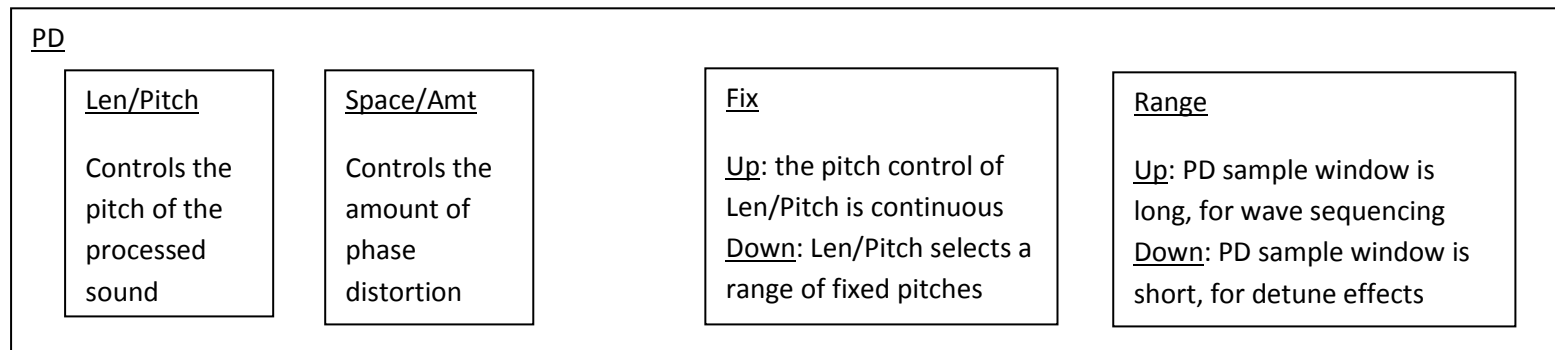 PD
Len/Pitch
Controls the
pitch of the
processed
sound
Space/Amt
Controls the
amount of
phase
distortion
Fix
Up: the pitch control of
Len/Pitch is continuous
Down: Len/Pitch selects a
range of fixed pitches
Range
Up: PD sample window is
long, for wave sequencing
Down: PD sample window is
short, for detune effects